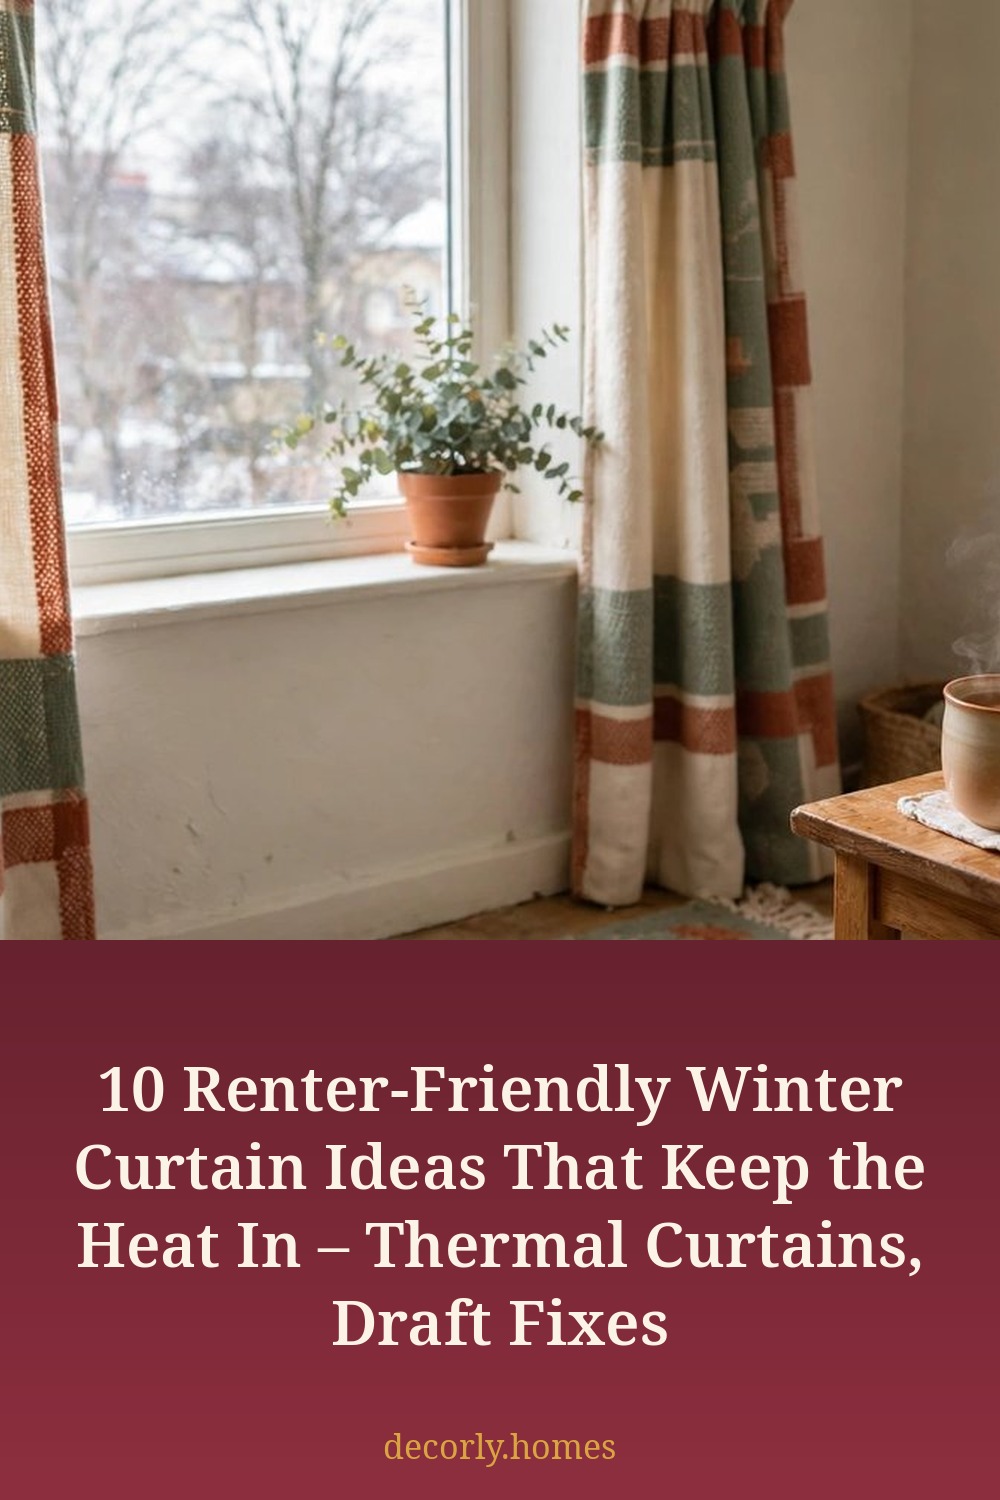 10 Renter-Friendly Winter
Curtain Ideas That Keep the
Heat In – Thermal Curtains,
Draft Fixes
decorly.homes